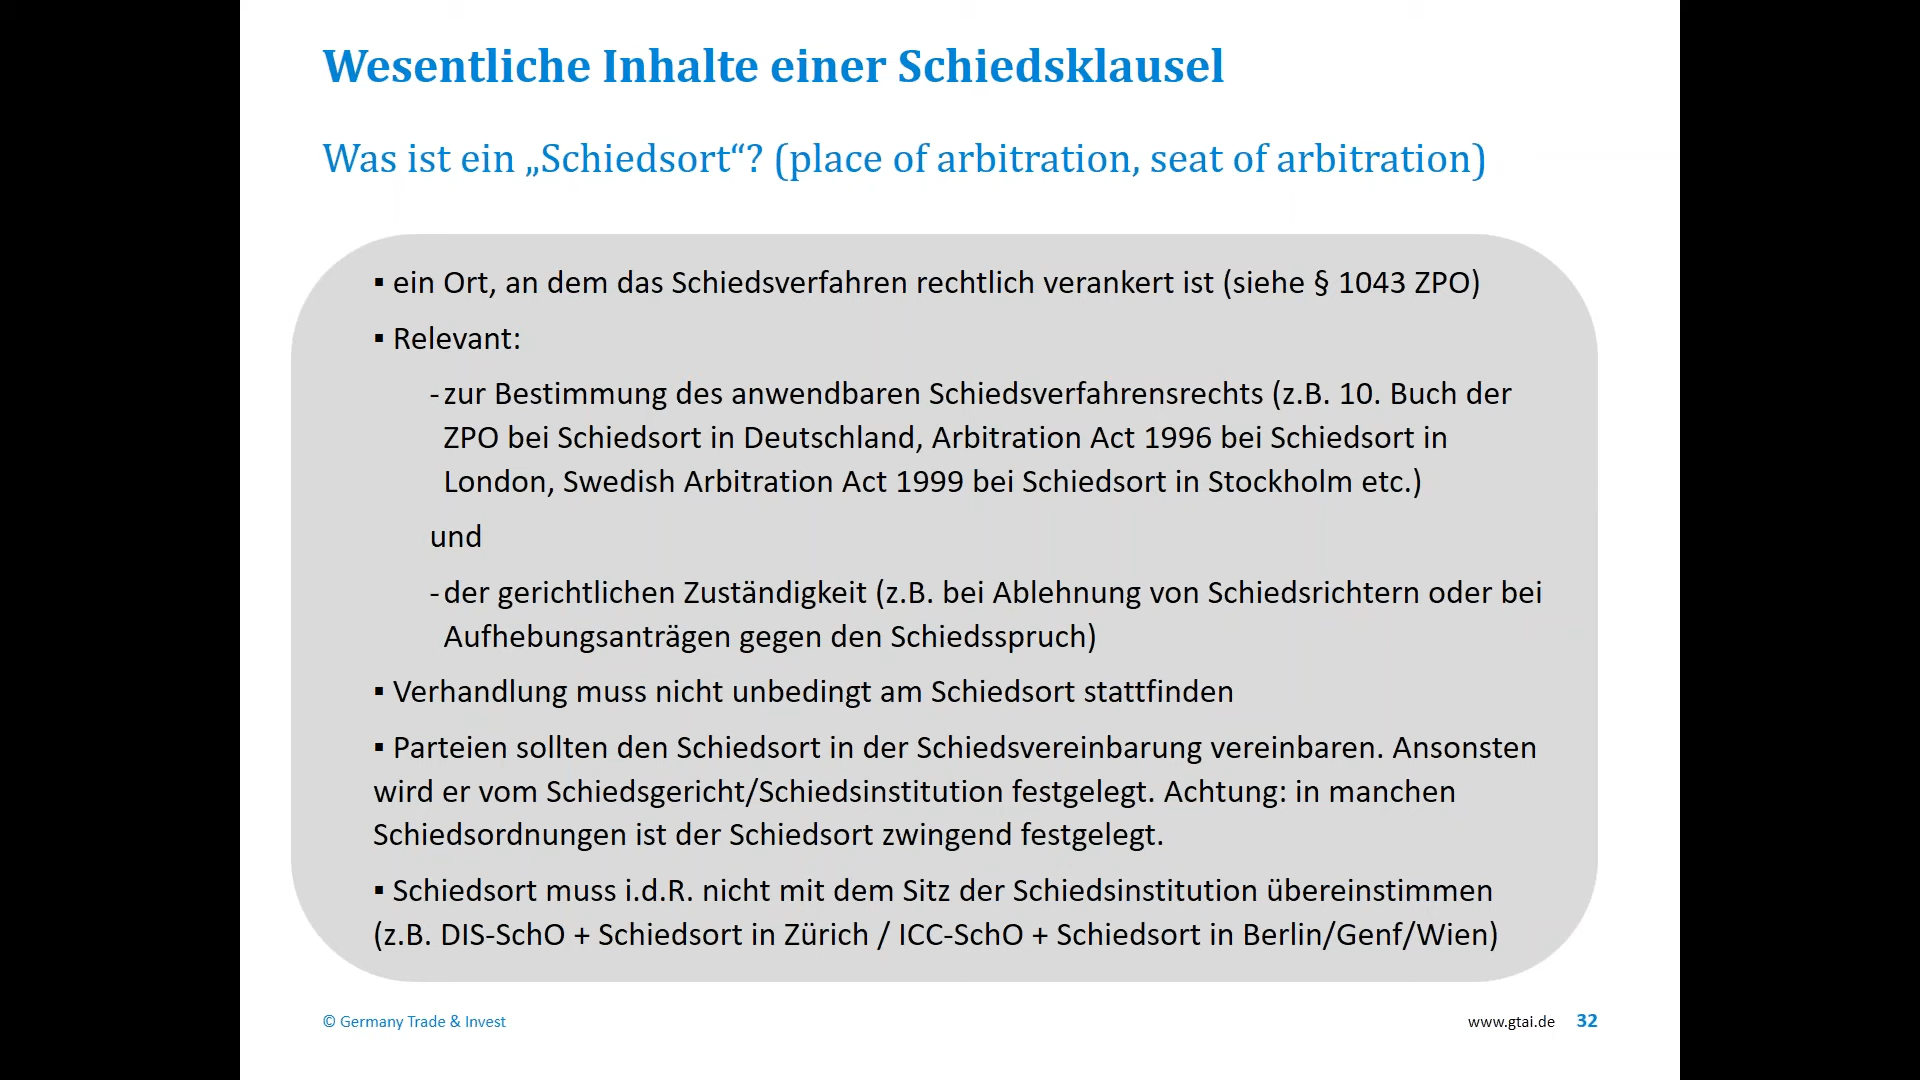 Wesentliche Inhalte einer Schiedsklausel
Was ist ein „Schiedsort“? (place of arbitration, seat of arbitration)
▪ ein Ort, an dem das Schiedsverfahren rechtlich verankert ist (siehe § 1043 ZPO)
▪ Relevant:
- zur Bestimmung des anwendbaren Schiedsverfahrensrechts (z.B. 10. Buch der
ZPO bei Schiedsort in Deutschland, Arbitration Act 1996 bei Schiedsort in
London, Swedish Arbitration Act 1999 bei Schiedsort in Stockholm etc.)
und
- der gerichtlichen Zuständigkeit (z.B. bei Ablehnung von Schiedsrichtern oder bei
Aufhebungsanträgen gegen den Schiedsspruch)
▪ Verhandlung muss nicht unbedingt am Schiedsort stattfinden
▪ Parteien sollten den Schiedsort in der Schiedsvereinbarung vereinbaren. Ansonsten
wird er vom Schiedsgericht/Schiedsinstitution festgelegt. Achtung: in manchen
Schiedsordnungen ist der Schiedsort zwingend festgelegt.
▪ Schiedsort muss i.d.R. nicht mit dem Sitz der Schiedsinstitution übereinstimmen
(z.B. DIS-SchO + Schiedsort in Zürich / ICC-SchO + Schiedsort in Berlin/Genf/Wien)
© Germany Trade & Invest
www.gtai.de 32